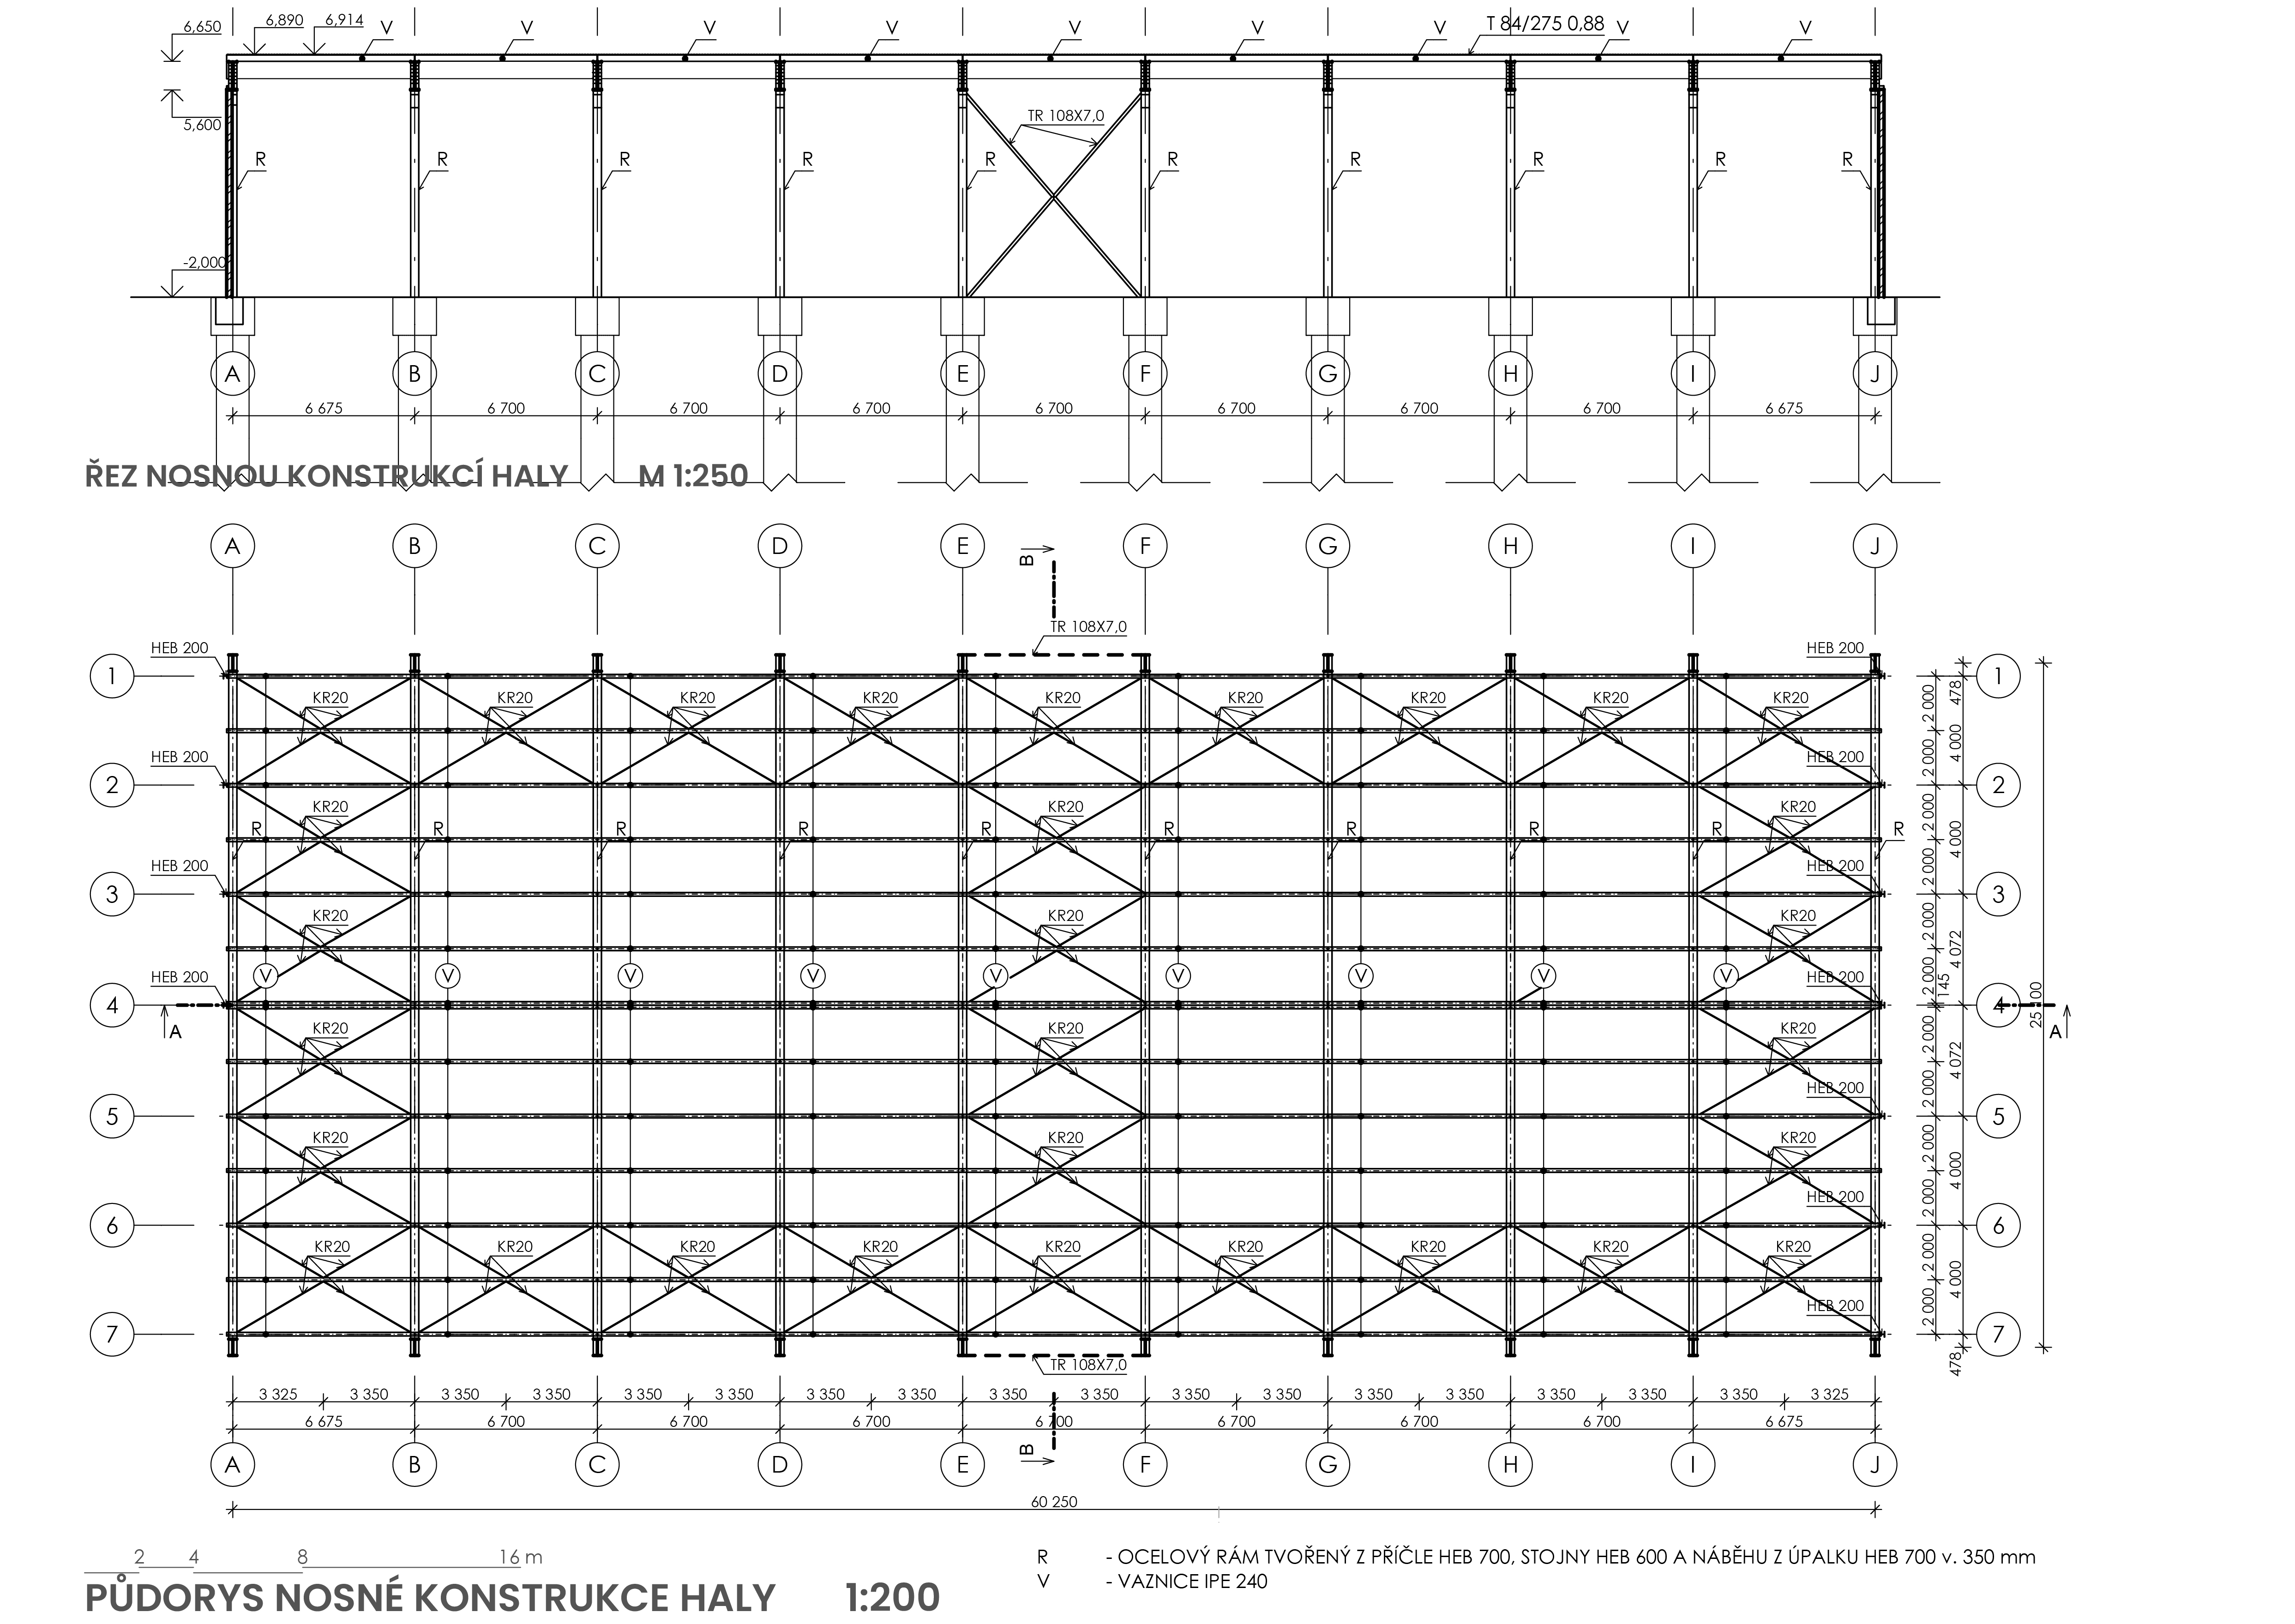 6,650
6,890
6,914
V V V V V V V V V
T 84/275 0,88
5,600
TR 108X7,0
R R R R R R R R R R
-2,000
A B C D E F G H I J
6 675 6 700 6 700 6 700 6 700 6 700 6 700 6 700 6 675
ŘEZ NOSNOU KONSTRUKCÍ HALY M 1:250
A B C D E F G H I J
B
TR 108X7,0
HEB 200 HEB 200
1 1
478
KR20 KR20 KR20 KR20 KR20 KR20 KR20 KR20 KR20
2 000
4 000
2 000
HEB 200 HEB 200
2 2
KR20 KR20 KR20
2 000
4 000
R R R R R R R R R R
2 000
HEB 200 HEB 200
3 3
KR20 KR20 KR20
2 000
4 072
V V V V V V V V V
2 000
HEB 200 HEB 200
145
4 4
25 100
A A
KR20 KR20 KR20
2 000
4 072
2 000
HEB 200
5 5
KR20 KR20 KR20
2 000
4 000
2 000
HEB 200
6 6
KR20 KR20 KR20 KR20 KR20 KR20 KR20 KR20 KR20
2 000
4 000
2 000
HEB 200
7 7
478
TR 108X7,0
3 325 3 350 3 350 3 350 3 350 3 350 3 350 3 350 3 350 3 350 3 350 3 350 3 350 3 350 3 350 3 350 3 350 3 325
6 675 6 700 6 700 6 700 6 700 6 700 6 700 6 700 6 675
B
A B C D E F G H I J
60 250
2 4 8 16 m
PŮDORYS NOSNÉ KONSTRUKCE HALY 1:200
R - OCELOVÝ RÁM TVOŘENÝ Z PŘÍČLE HEB 700, STOJNY HEB 600 A NÁBĚHU Z ÚPALKU HEB 700 v. 350 mm
V - VAZNICE IPE 240